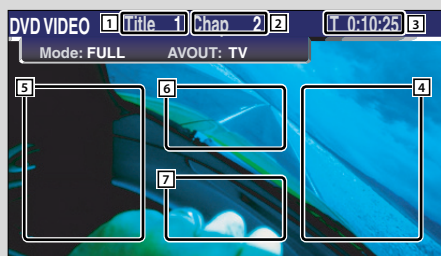 DVD VIDEO 1 Title 1 Chap 2 2 T 0:10:25 3
Mode: FULL AVOUT: TV
5 6 4
7